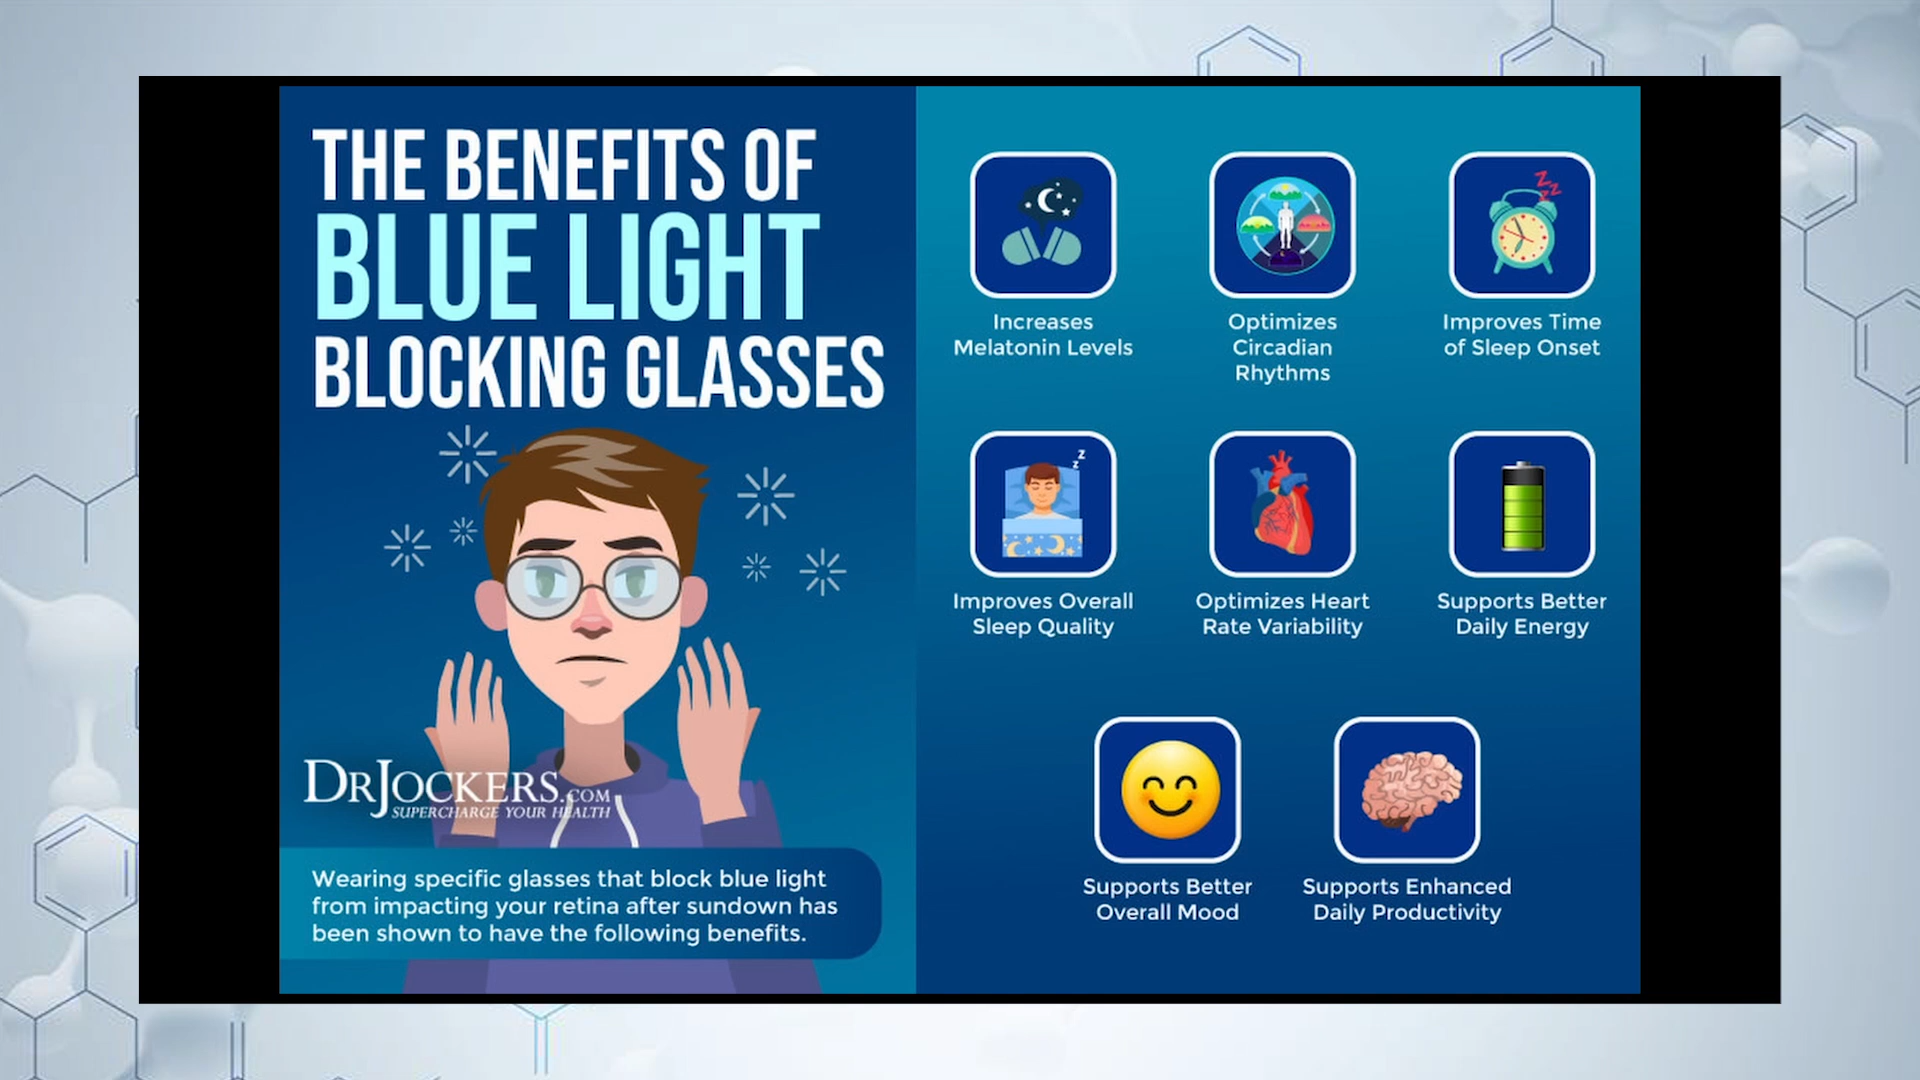 THE BENEFITS OF
BLUE LIGHT
BLOCKING GLASSES
DRJOCKERS.COM
SUPERCHARGE YOUR HEALTH
Wearing specific glasses that block blue light
from impacting your retina after sundown has
been shown to have the following benefits.
Increases
Melatonin Levels
Optimizes
Circadian
Rhythms
Improves Time
of Sleep Onset
Improves Overall
Sleep Quality
Optimizes Heart
Rate Variability
Supports Better
Daily Energy
Supports Better
Overall Mood
Supports Enhanced
Daily Productivity